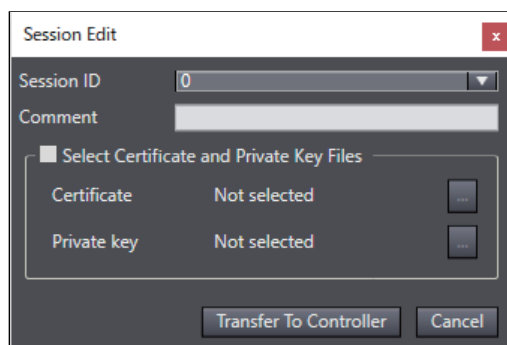 Session Edit
x
Session ID 0
Comment
Select Certificate and Private Key Files
Certificate Not selected ...
Private key Not selected ...
Transfer To Controller Cancel